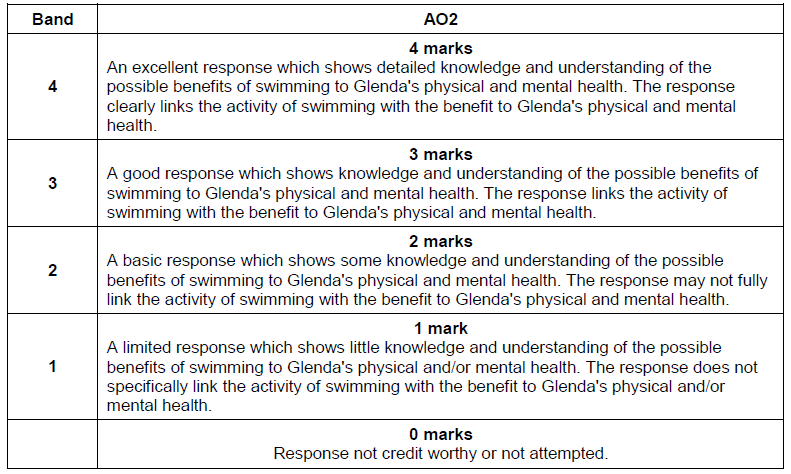 Band AO2
4 marks
An excellent response which shows detailed knowledge and understanding of the
possible benefits of swimming to Glenda's physical and mental health. The response
4
clearly links the activity of swimming with the benefit to Glenda's physical and mental
health.
3 marks
A good response which shows knowledge and understanding of the possible benefits of
3
swimming to Glenda's physical and mental health. The response links the activity of
swimming with the benefit to Glenda's physical and mental health.
2 marks
A basic response which shows some knowledge and understanding of the possible
2
benefits of swimming to Glenda's physical and mental health. The response may not fully
link the activity of swimming with the benefit to Glenda's physical and mental health.
1 mark
A limited response which shows little knowledge and understanding of the possible
1
benefits of swimming to Glenda's physical and/or mental health. The response does not
specifically link the activity of swimming with the benefit to Glenda's physical and/or
mental health.
0 marks
Response not credit worthy or not attempted.